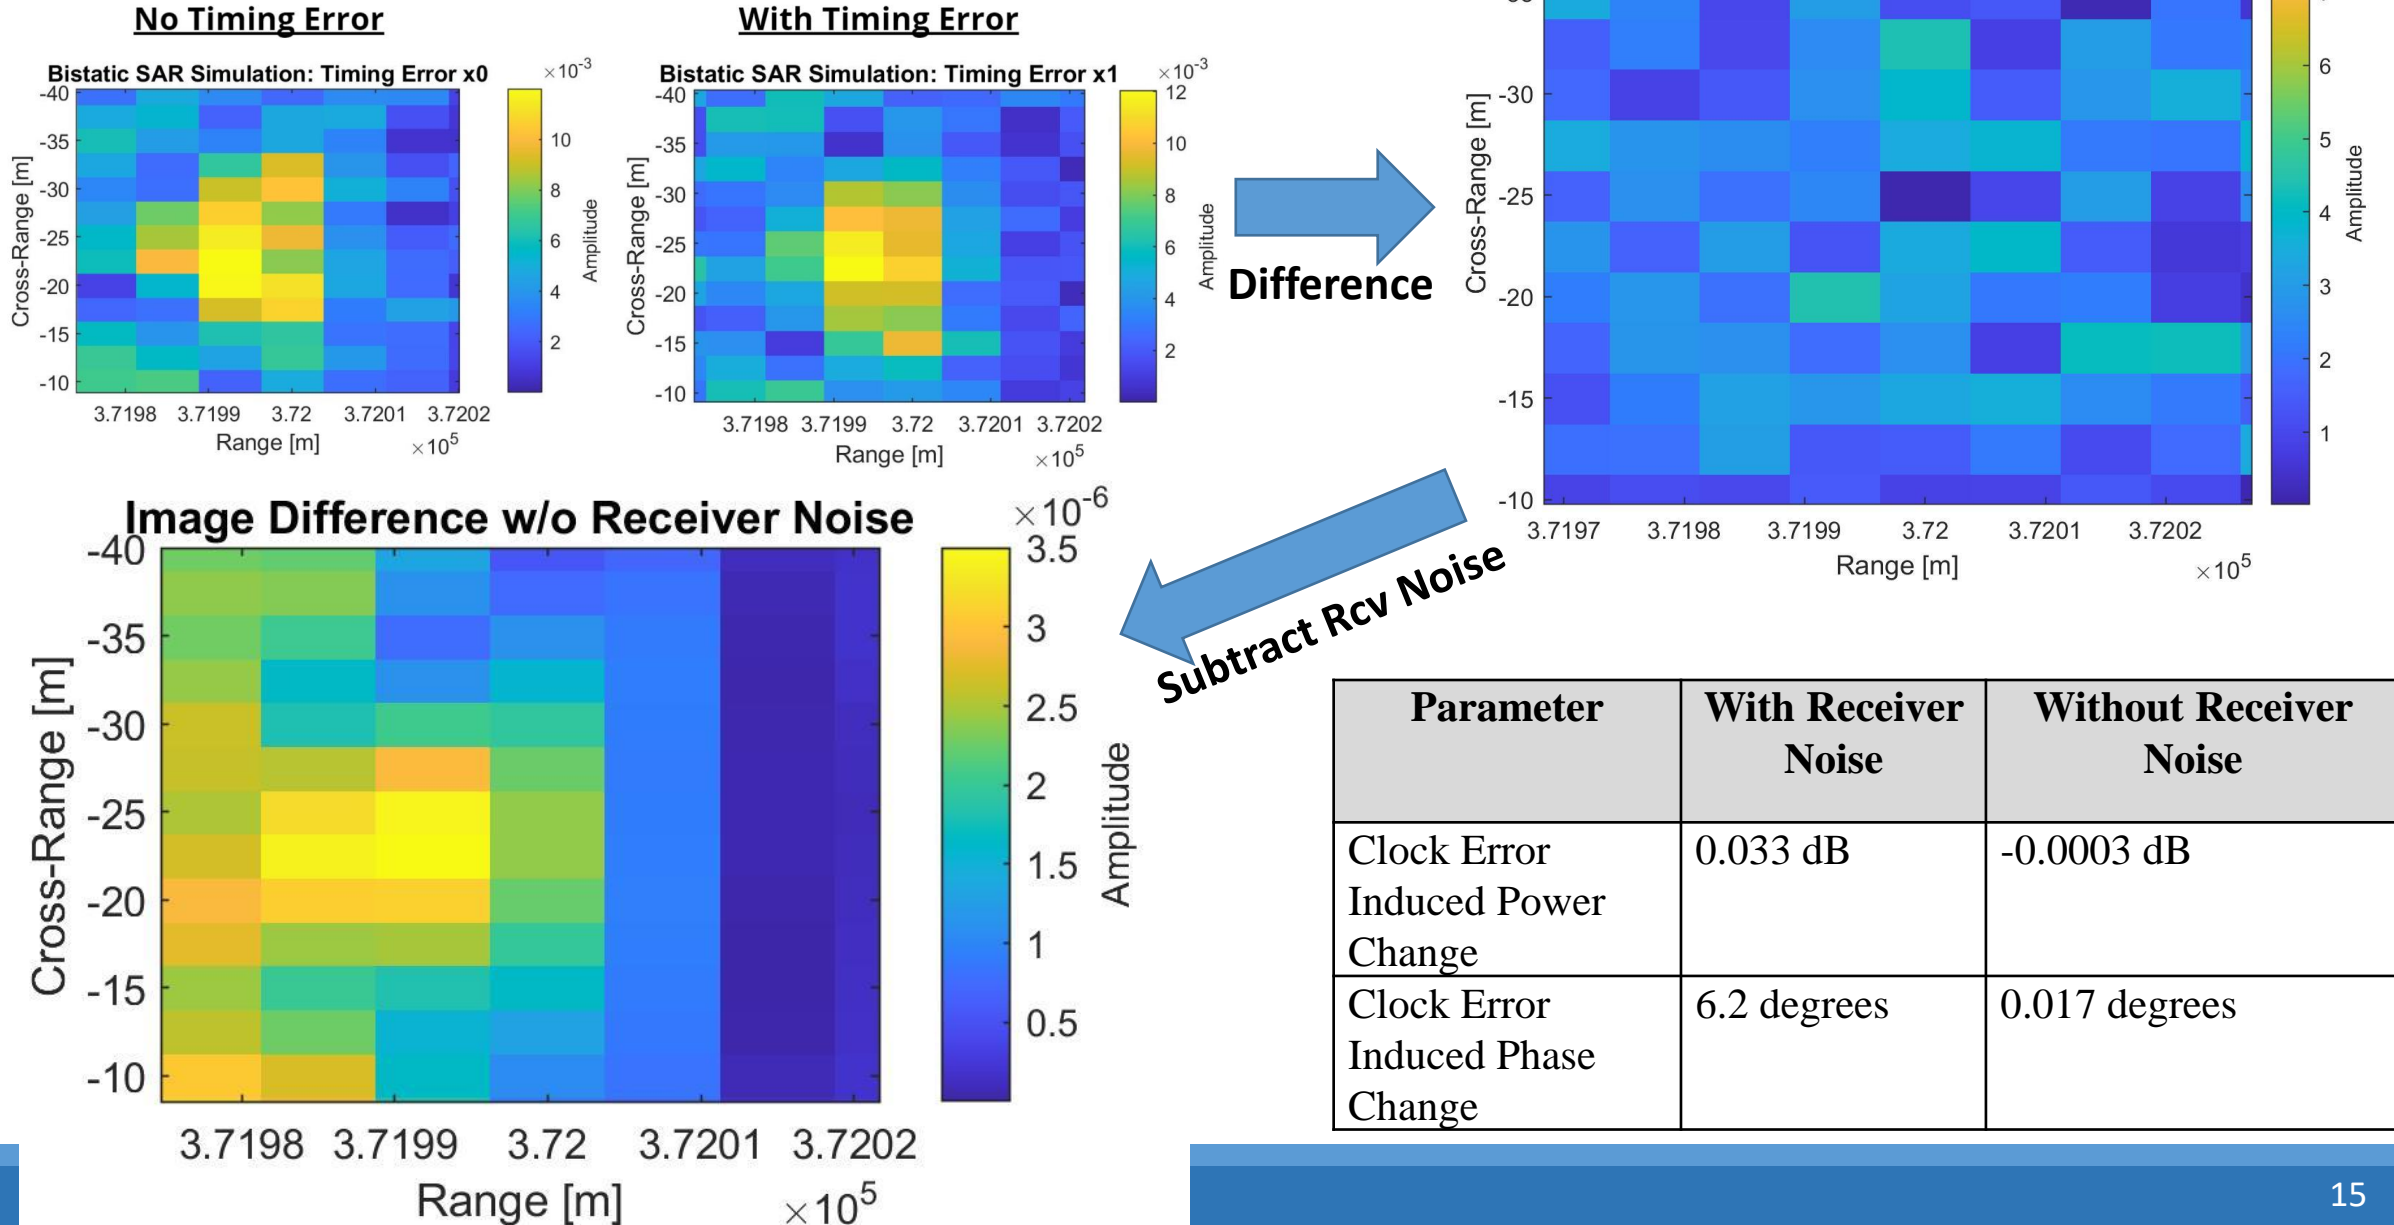 No Timing Error
With Timing Error
Bistatic SAR Simulation: Timing Error x0
×10-3
-40
-35
-30
-25
-20
-15
-10
Cross-Range [m]
3.7198 3.7199 3.72 3.7201 3.7202
Range [m]
×10^5
10
8
6
4
2
Amplitude
Bistatic SAR Simulation: Timing Error x1
×10-3
-40
-35
-30
-25
-20
-15
-10
Cross-Range [m]
3.7198 3.7199 3.72 3.7201 3.7202
Range [m]
×10^5
12
10
8
6
4
2
Amplitude
Difference
-30
-25
-20
-15
-10
Cross-Range [m]
3.7197 3.7198 3.7199 3.72 3.7201 3.7202
Range [m]
×10^5
6
5
4
3
2
1
Amplitude
Subtract Rcv Noise
Image Difference w/o Receiver Noise
×10-6
-40
-35
-30
-25
-20
-15
-10
Cross-Range [m]
3.7198 3.7199 3.72 3.7201 3.7202
Range [m]
×10^5
3.5
3
2.5
2
1.5
1
0.5
Amplitude
Parameter
With Receiver
Noise
Without Receiver
Noise
Clock Error
Induced Power
Change
0.033 dB
-0.0003 dB
Clock Error
Induced Phase
Change
6.2 degrees
0.017 degrees
15